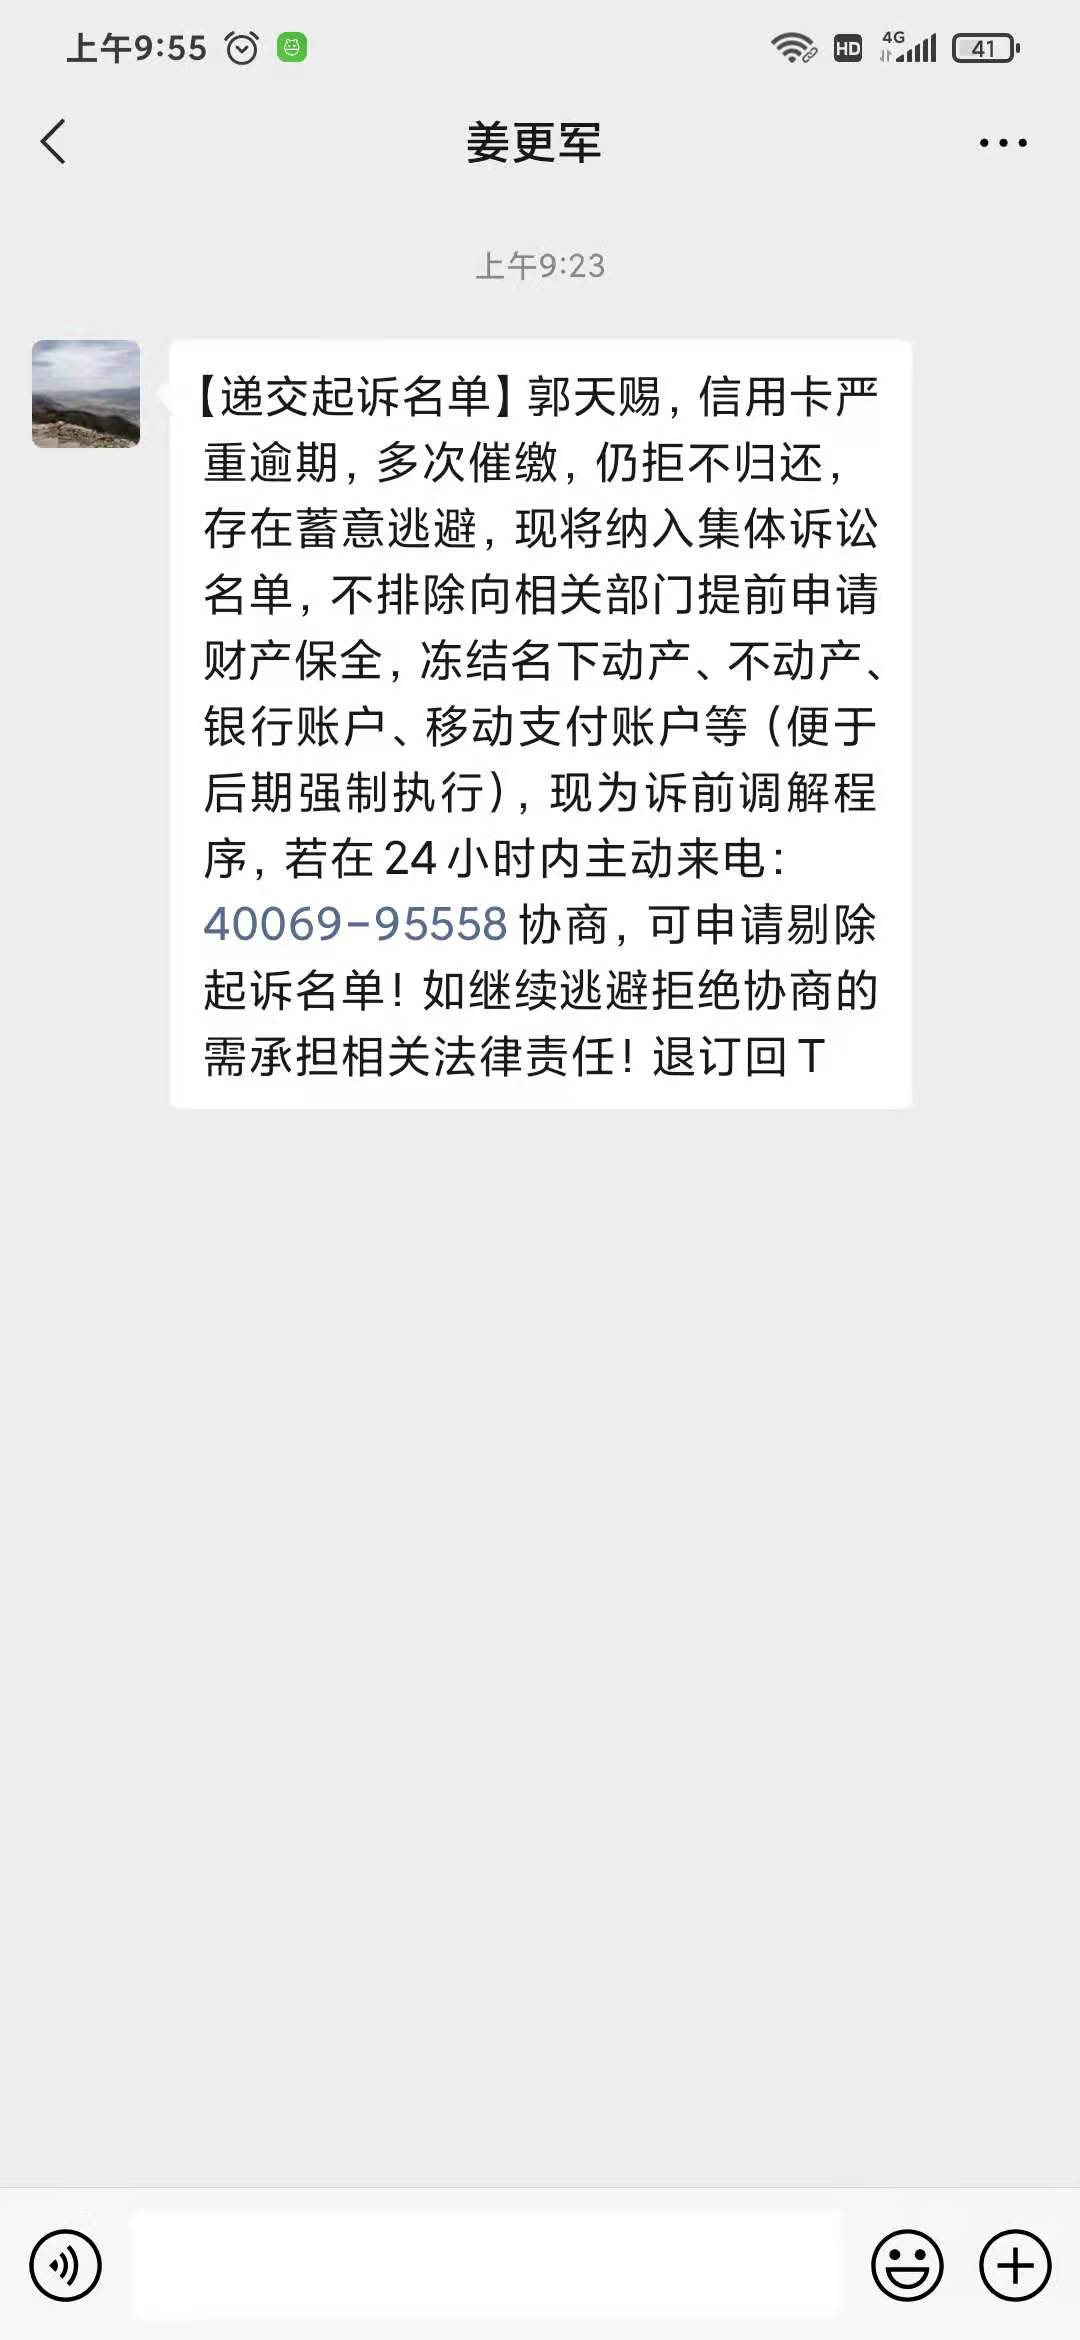 上午9:55
HD
4G
41
姜更军
上午9:23
【递交起诉名单】郭天赐,信用卡严
重逾期,多次催缴,仍拒不归还,
存在蓄意逃避,现将纳入集体诉讼
名单,不排除向相关部门提前申请
财产保全,冻结名下动产、不动产、
银行账户、移动支付账户等(便于
后期强制执行),现为诉前调解程
序,若在24小时内主动来电:
40069-95558协商,可申请剔除
起诉名单!如继续逃避拒绝协商的
需承担相关法律责任!退订回T